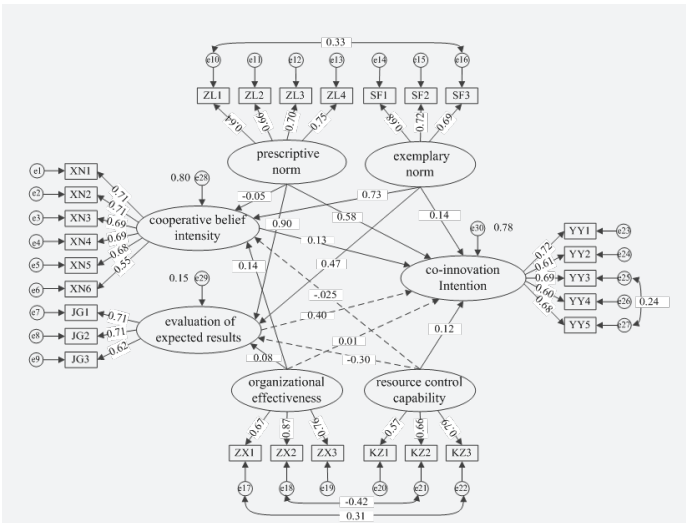 0.33
e10 e11 e12 e13 e14 e15 e16
ZL1 ZL2 ZL3 ZL4 SF1 SF2 SF3
0.64 0.66 0.70 0.75 0.68 0.72 0.69
prescriptive
norm
exemplary
norm
e1 XN1
e2 XN2
e3 XN3
e4 XN4
e5 XN5
e6 XN6
0.71
0.71
0.69
0.69
0.68
0.55
0.80 e28
cooperative belief
intensity
-0.05
0.73
0.90
0.58
0.14
0.13
0.14
0.47
-.025
e30 0.78
co-innovation
Intention
0.72
0.61
0.69
0.60
0.68
YY1 e23
YY2 e24
YY3 e25
YY4 e26
YY5 e27
0.24
0.15 e29
e7 JG1
e8 JG2
e9 JG3
0.71
0.71
0.62
evaluation of
expected results
0.40
0.01
0.12
0.08
-0.30
organizational
effectiveness
resource control
capability
0.67 0.87 0.76 0.57 0.66 0.79
ZX1 ZX2 ZX3 KZ1 KZ2 KZ3
e17 e18 e19 e20 e21 e22
-0.42
0.31